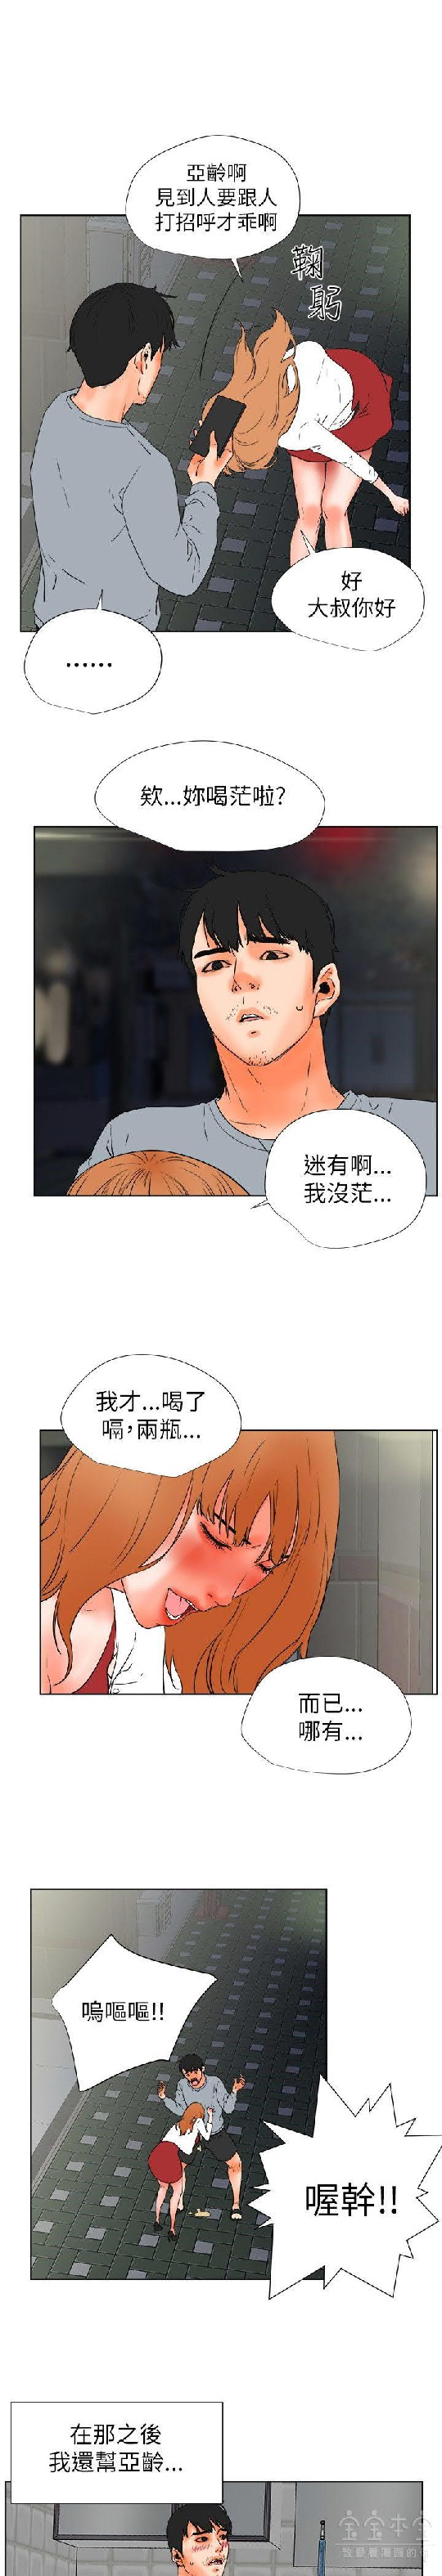 亞齡啊
見到人要跟人
打招呼才乖啊
鞠
躬
好
大叔你好
......
欸...妳喝茫啦?
迷有啊...
我沒茫...
我才...喝了
嗝,兩瓶...
而已...
哪有...
嗚嘔嘔!!
喔幹!!
在那之後
我還幫亞齡...